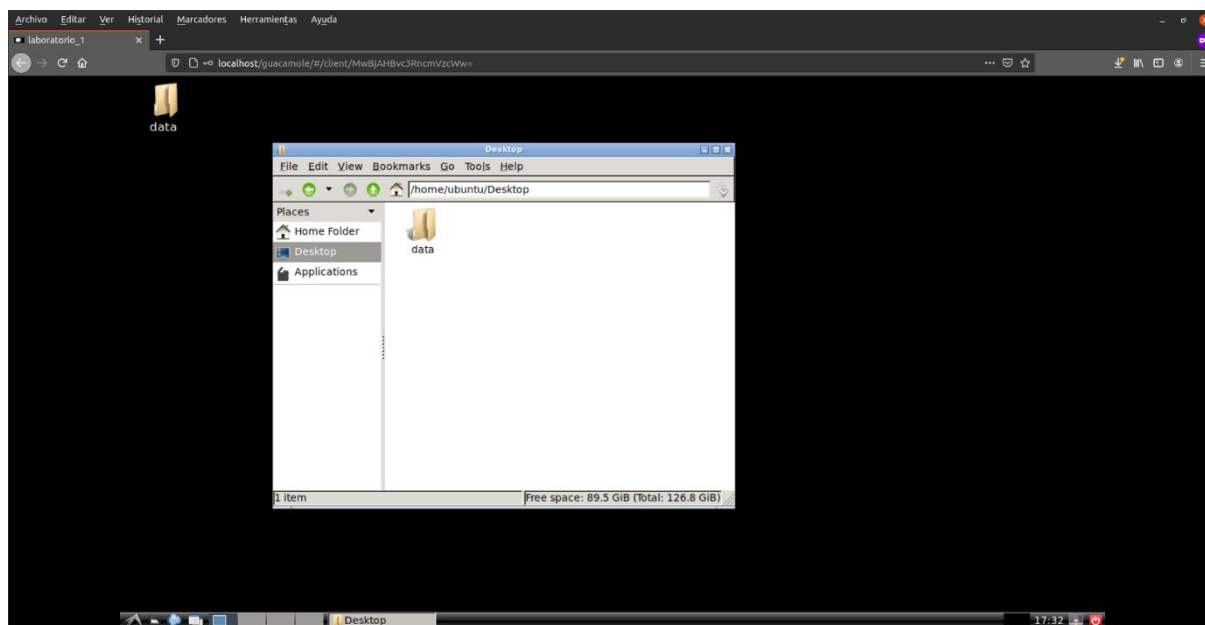 Archivo Editar Ver Historial Marcadores Herramientas Ayuda
laboratorio_1
localhost/guacamole/#/client/MwBjAHBvc3RncmVzcWw=
data
Desktop
File Edit View Bookmarks Go Tools Help
/home/ubuntu/Desktop
Places
Home Folder
Desktop
Applications
data
1 item Free space: 89.5 GiB (Total: 126.8 GiB)
Desktop 17:32